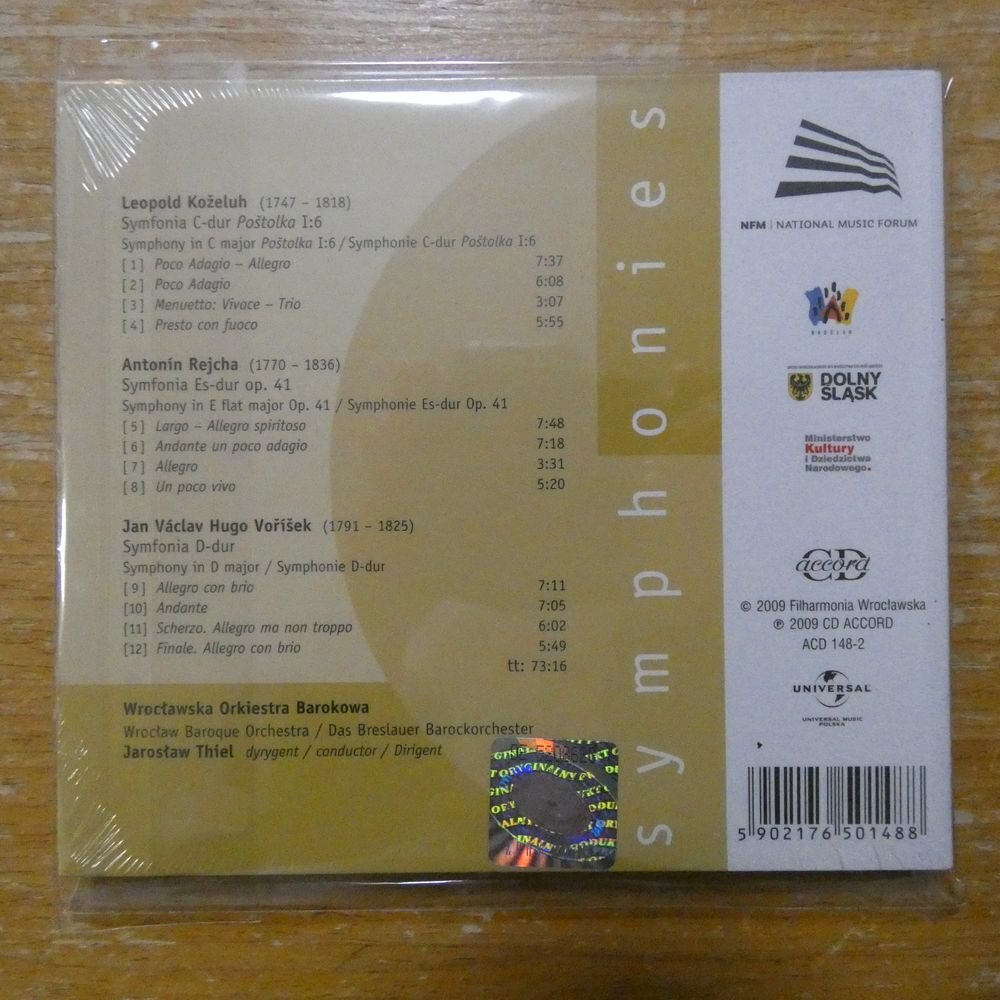 Leopold Koželuh (1747 – 1818)
Symfonia C-dur Poštolka I:6
Symphony in C major Poštolka I:6 / Symphonie C-dur Poštolka I:6
[1] Poco Adagio – Allegro 7:37
[2] Poco Adagio 6:08
[3] Menuetto: Vivace – Trio 3:07
[4] Presto con fuoco 5:55
Antonín Rejcha (1770 – 1836)
Symfonia Es-dur op. 41
Symphony in E flat major Op. 41 / Symphonie Es-dur Op. 41
[5] Largo – Allegro spiritoso 7:48
[6] Andante un poco adagio 7:18
[7] Allegro 3:31
[8] Un poco vivo 5:20
Jan Václav Hugo Voříšek (1791 – 1825)
Symfonia D-dur
Symphony in D major / Symphonie D-dur
[9] Allegro con brio 7:11
[10] Andante 7:05
[11] Scherzo. Allegro ma non troppo 6:02
[12] Finale. Allegro con brio 5:49
tt: 73:16
Wrocławska Orkiestra Barokowa
Wrocław Baroque Orchestra / Das Breslauer Barockorchester
Jarosław Thiel dyrygent / conductor / Dirigent
symphonies
NFM | NATIONAL MUSIC FORUM
WROCŁAW
DOLNY
ŚLĄSK
Ministerstwo
Kultury
i Dziedzictwa
Narodowego.
CD accord
© 2009 Filharmonia Wrocławska
℗ 2009 CD ACCORD
ACD 148-2
UNIVERSAL
UNIVERSAL MUSIC
POLSKA
5 902176 501488
ORYGINALNY PRODUKT